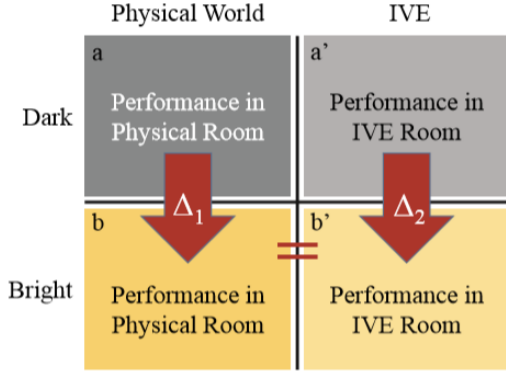 Physical World
IVE
Dark
a
Performance in
Physical Room
a’
Performance in
IVE Room
Δ1
Δ2
Bright
b
Performance in
Physical Room
b’
Performance in
IVE Room